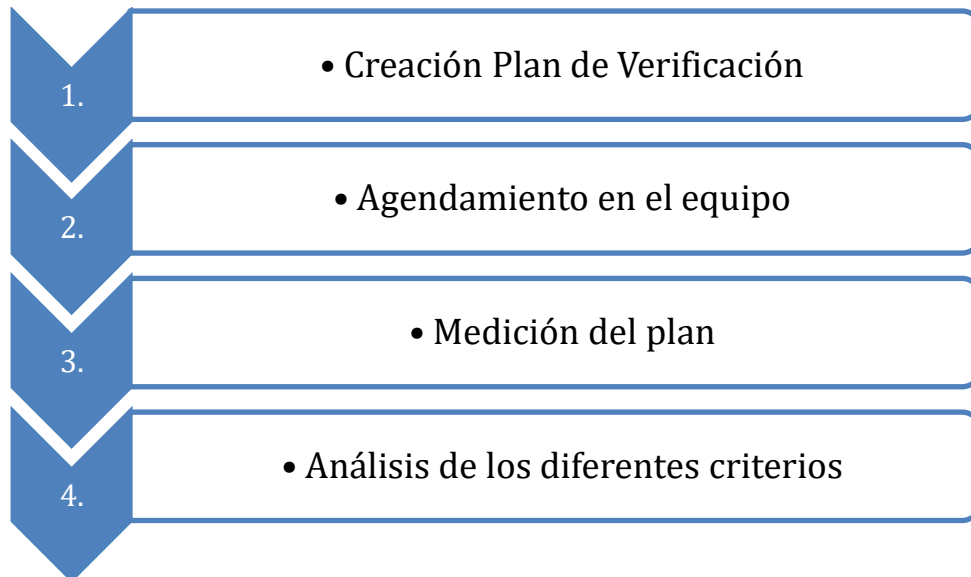 1.
• Creación Plan de Verificación
2.
• Agendamiento en el equipo
3.
• Medición del plan
4.
• Análisis de los diferentes criterios